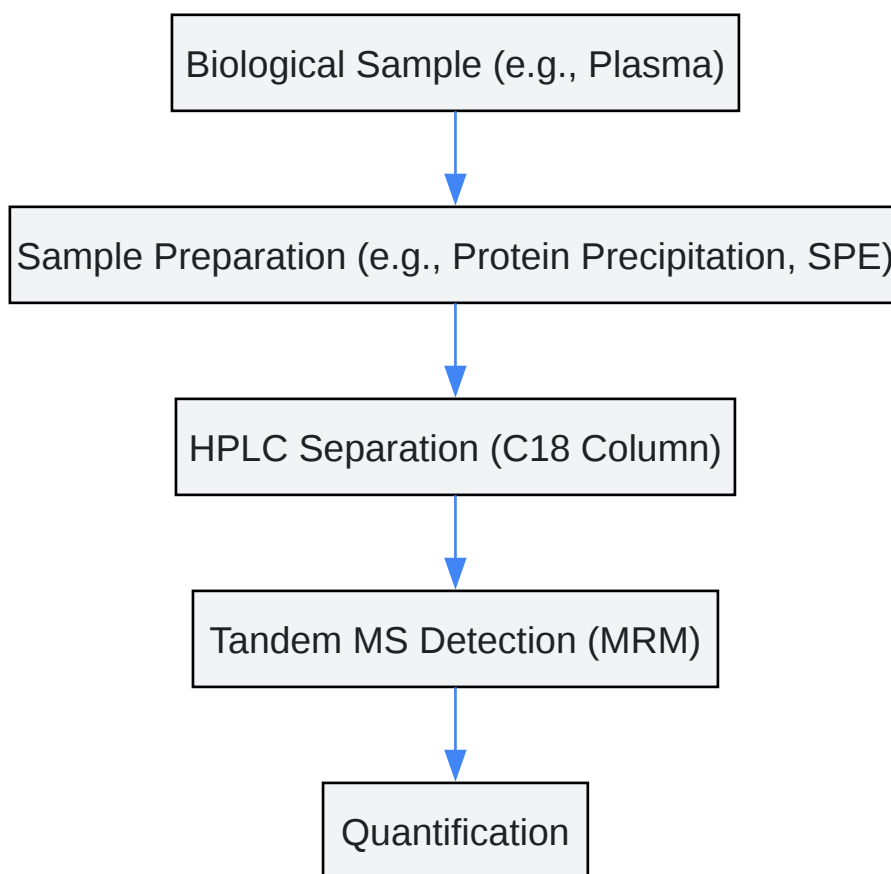 Biological Sample (e.g., Plasma)
Sample Preparation (e.g., Protein Precipitation, SPE)
HPLC Separation (C18 Column)
Tandem MS Detection (MRM)
Quantification